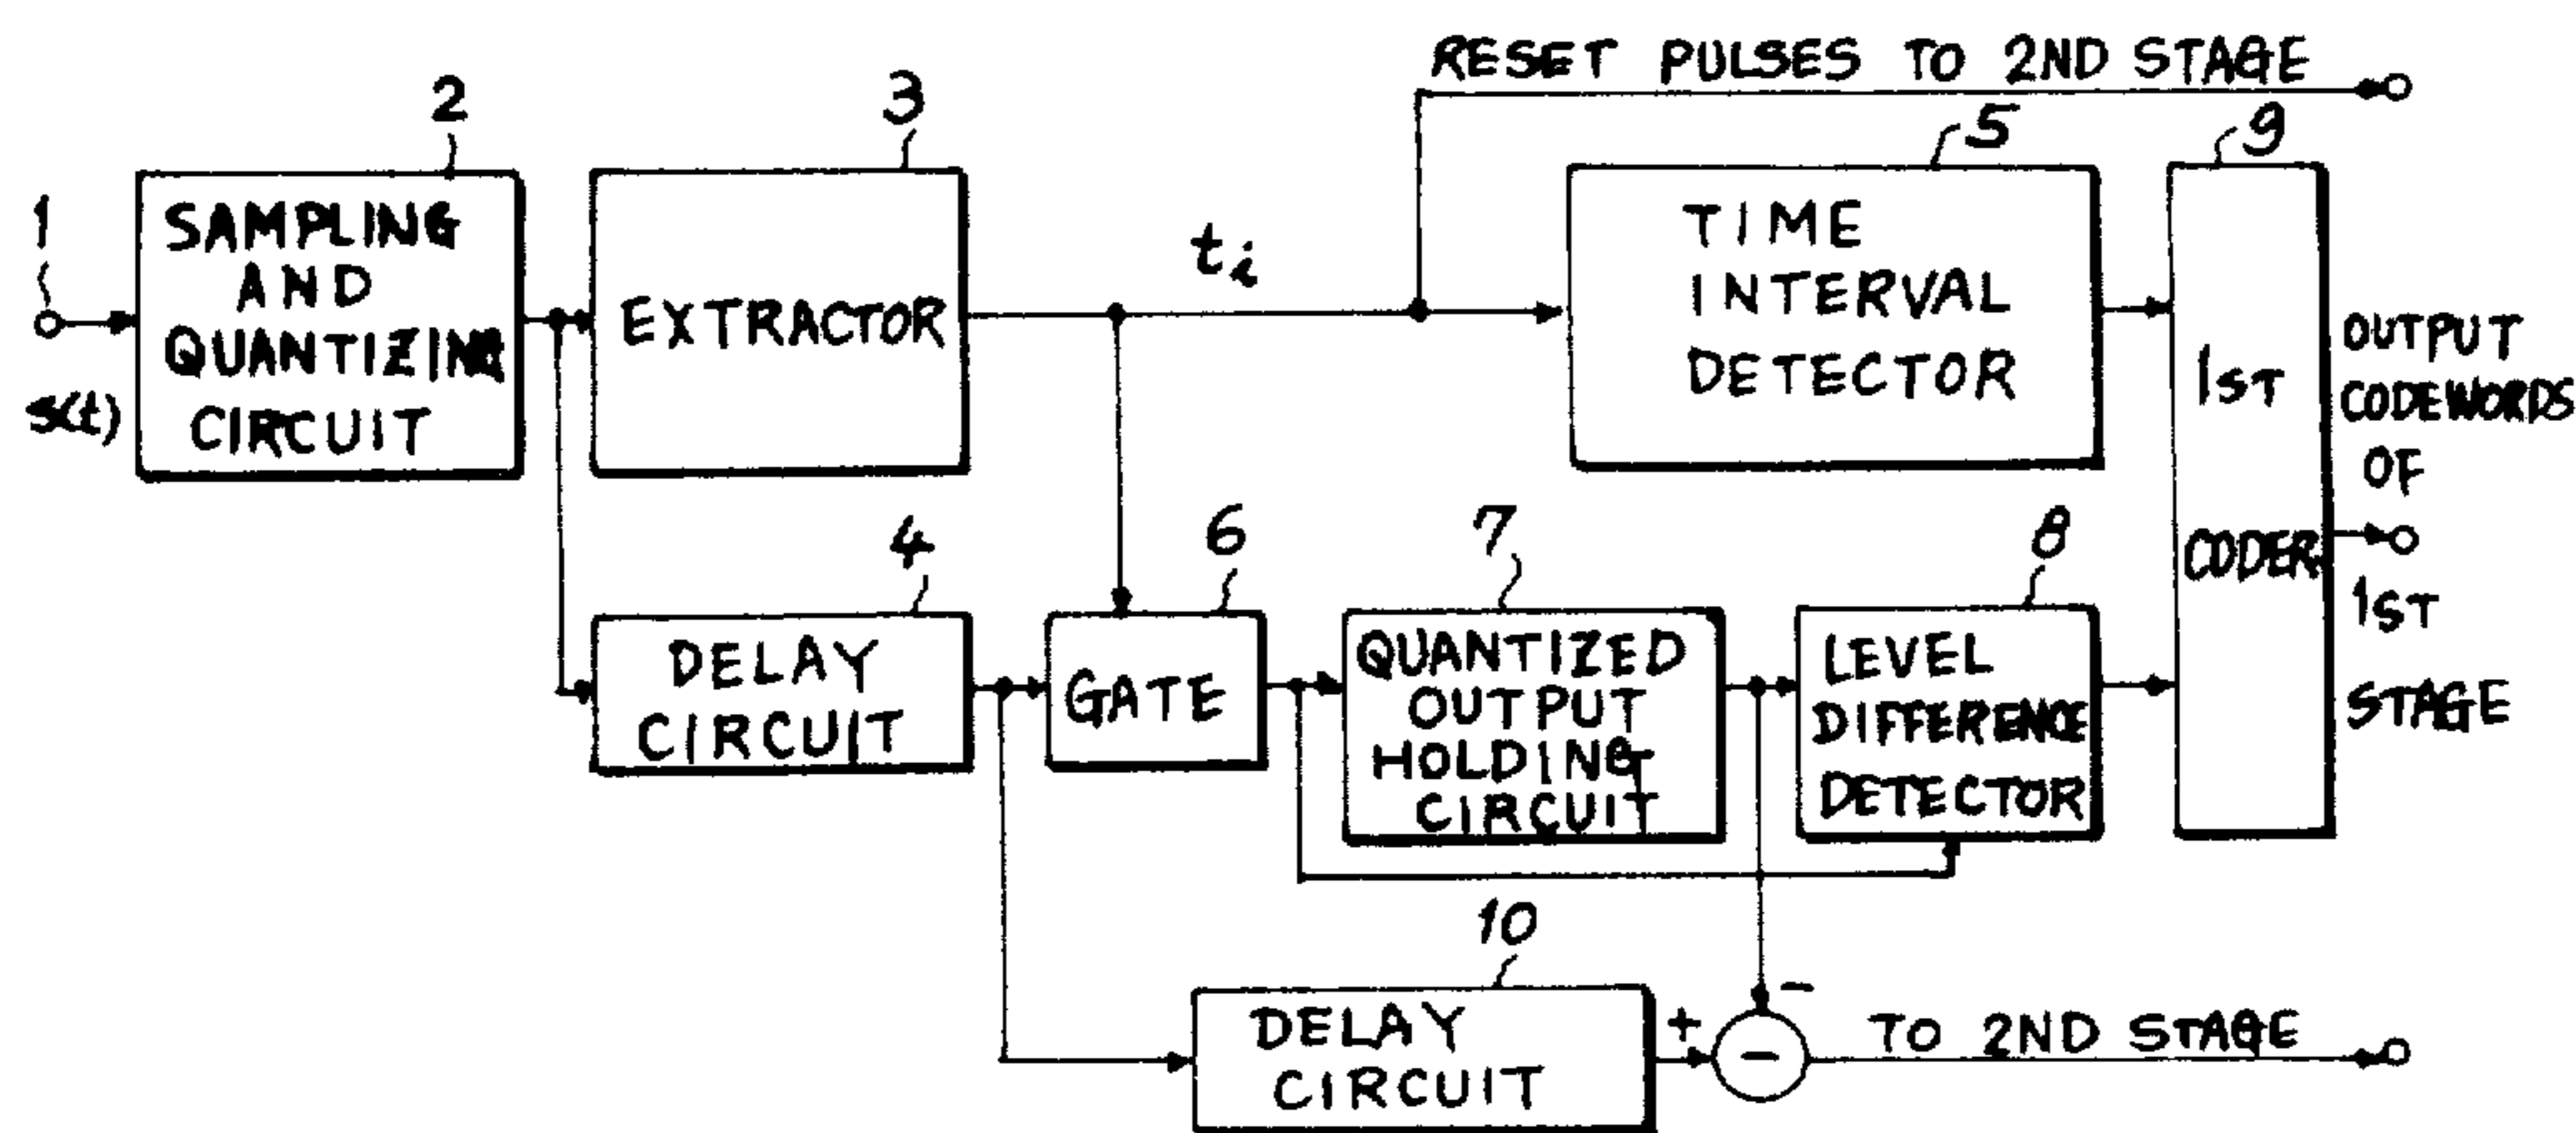 RESET PULSES TO 2ND STAGE
2
3
5
9
1
SAMPLING
AND
QUANTIZING
CIRCUIT
s(t)
EXTRACTOR
ti
TIME
INTERVAL
DETECTOR
1ST
CODER
OUTPUT
CODEWORDS
OF
1ST
STAGE
4
6
7
8
DELAY
CIRCUIT
GATE
QUANTIZED
OUTPUT
HOLDING
CIRCUIT
LEVEL
DIFFERENCE
DETECTOR
10
DELAY
CIRCUIT
+
-
-
TO 2ND STAGE